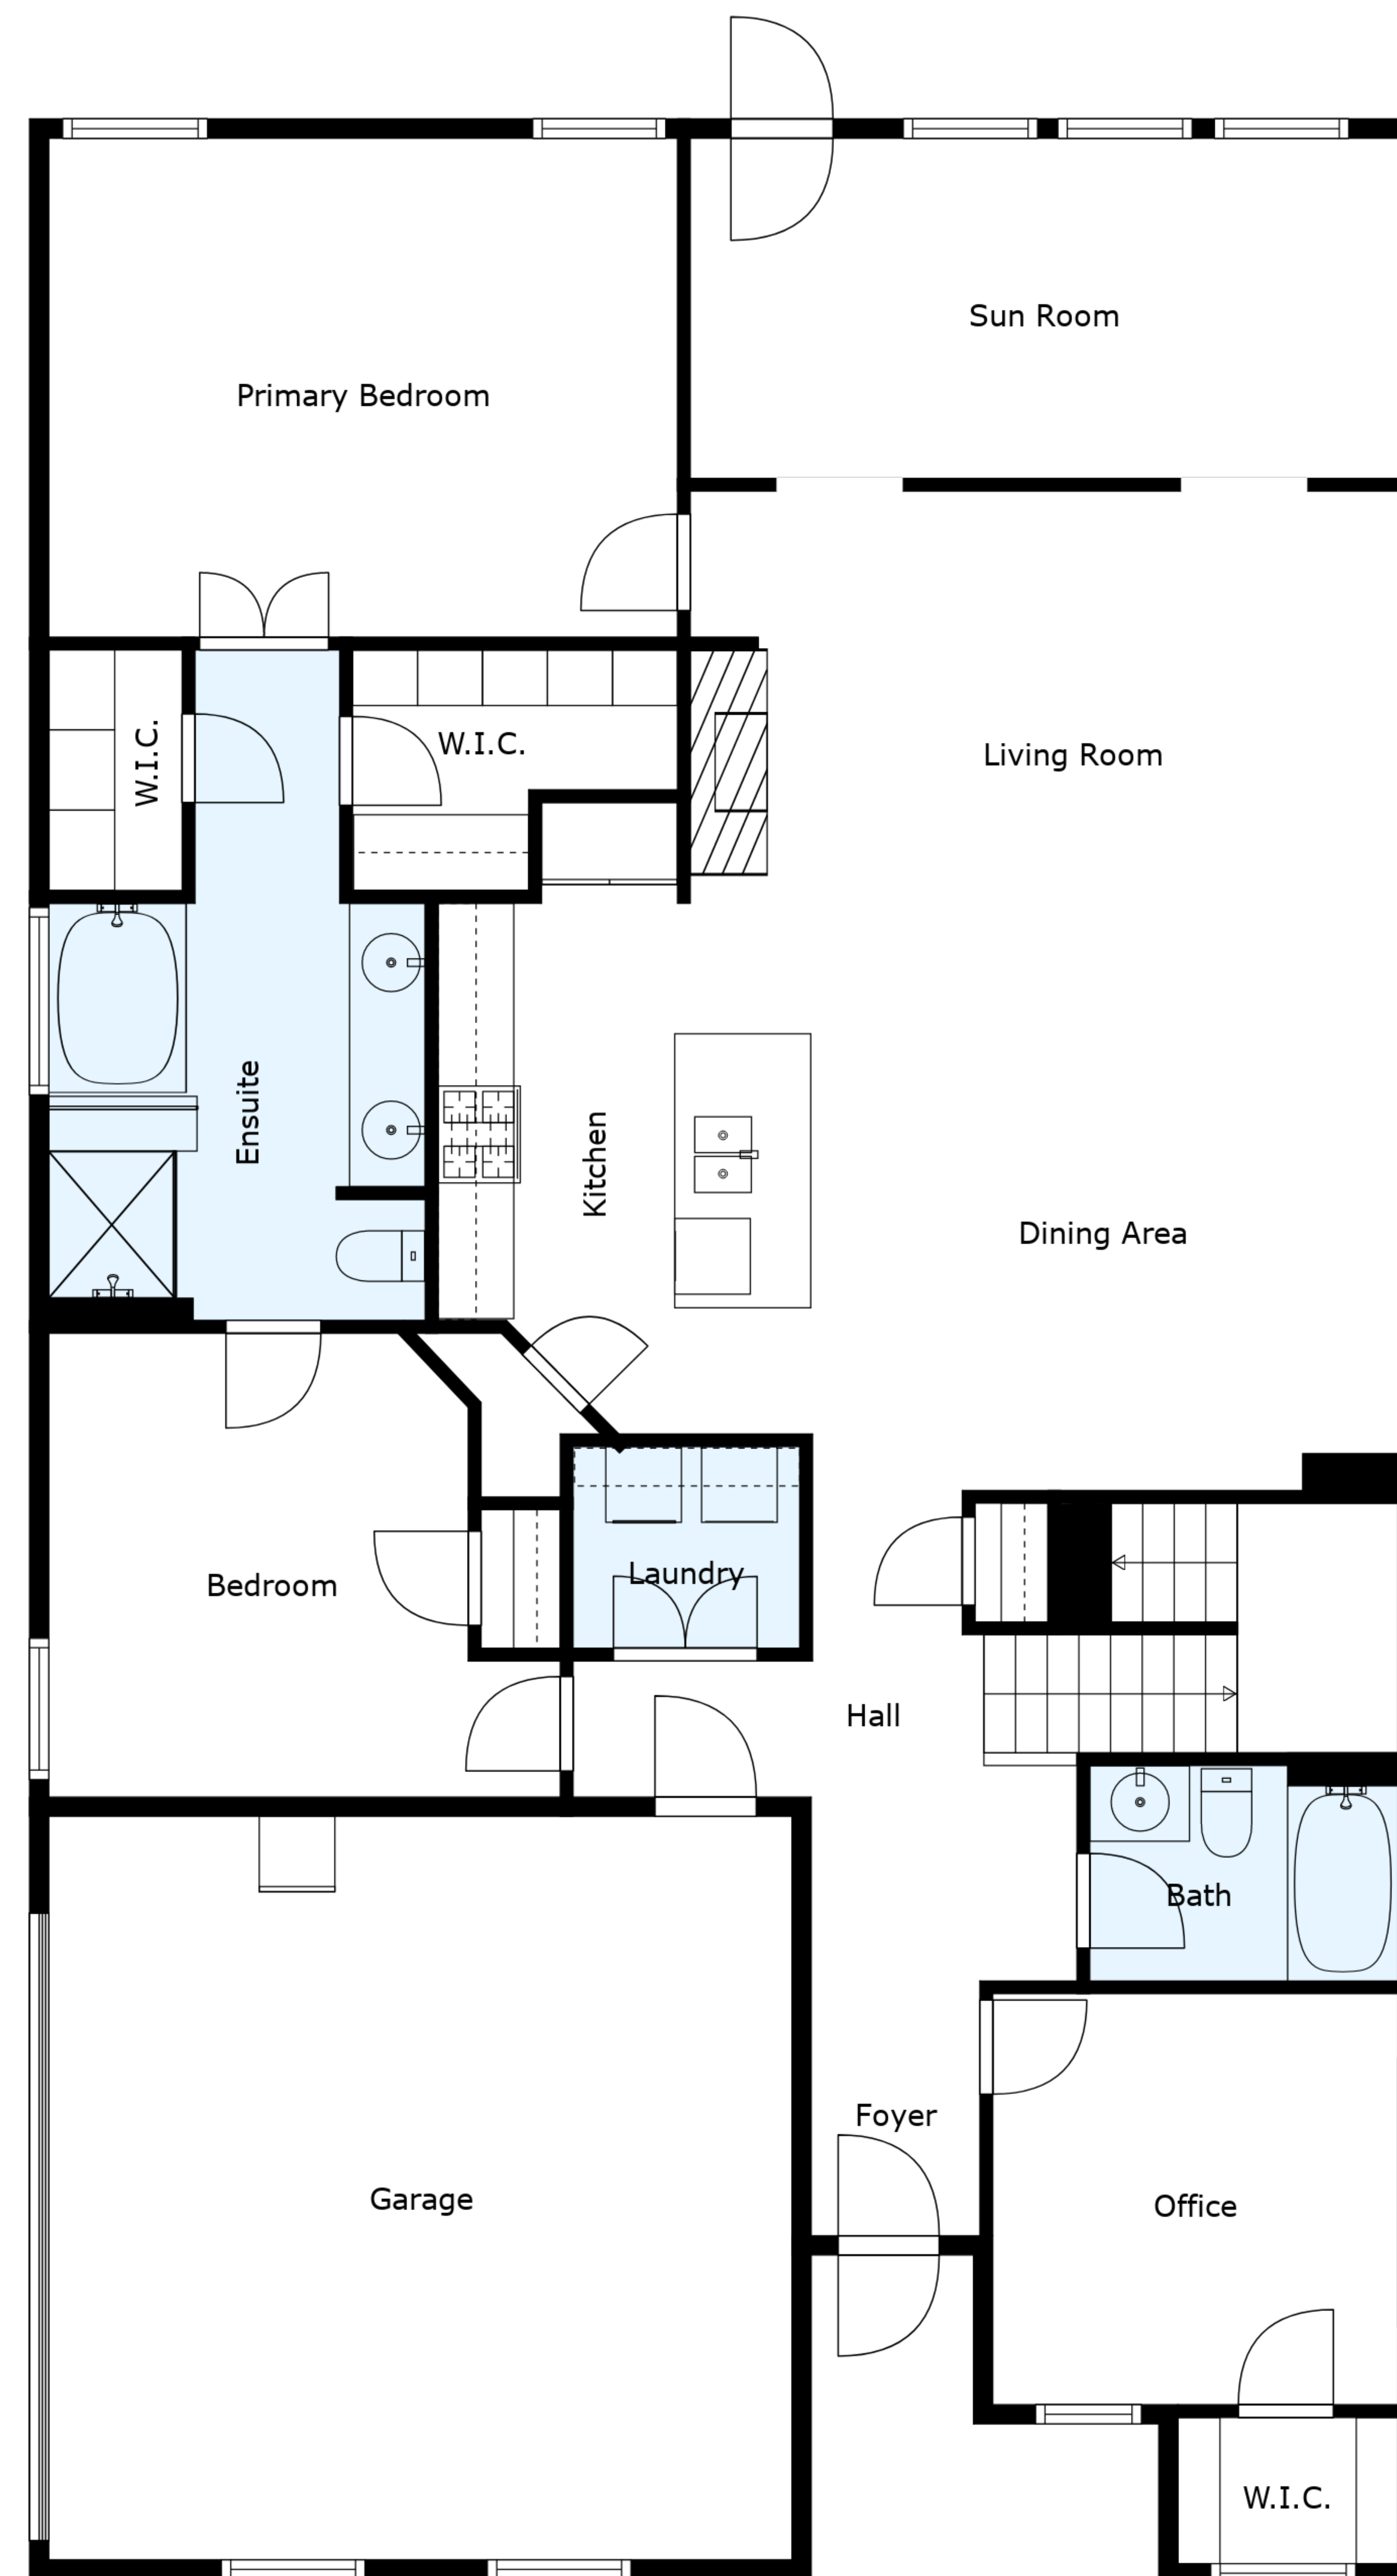 Sun Room
Primary Bedroom
W.I.C.
W.I.C.
Living Room
Ensuite
Kitchen
Dining Area
Bedroom
Laundry
Hall
Bath
Foyer
Garage
Office
W.I.C.